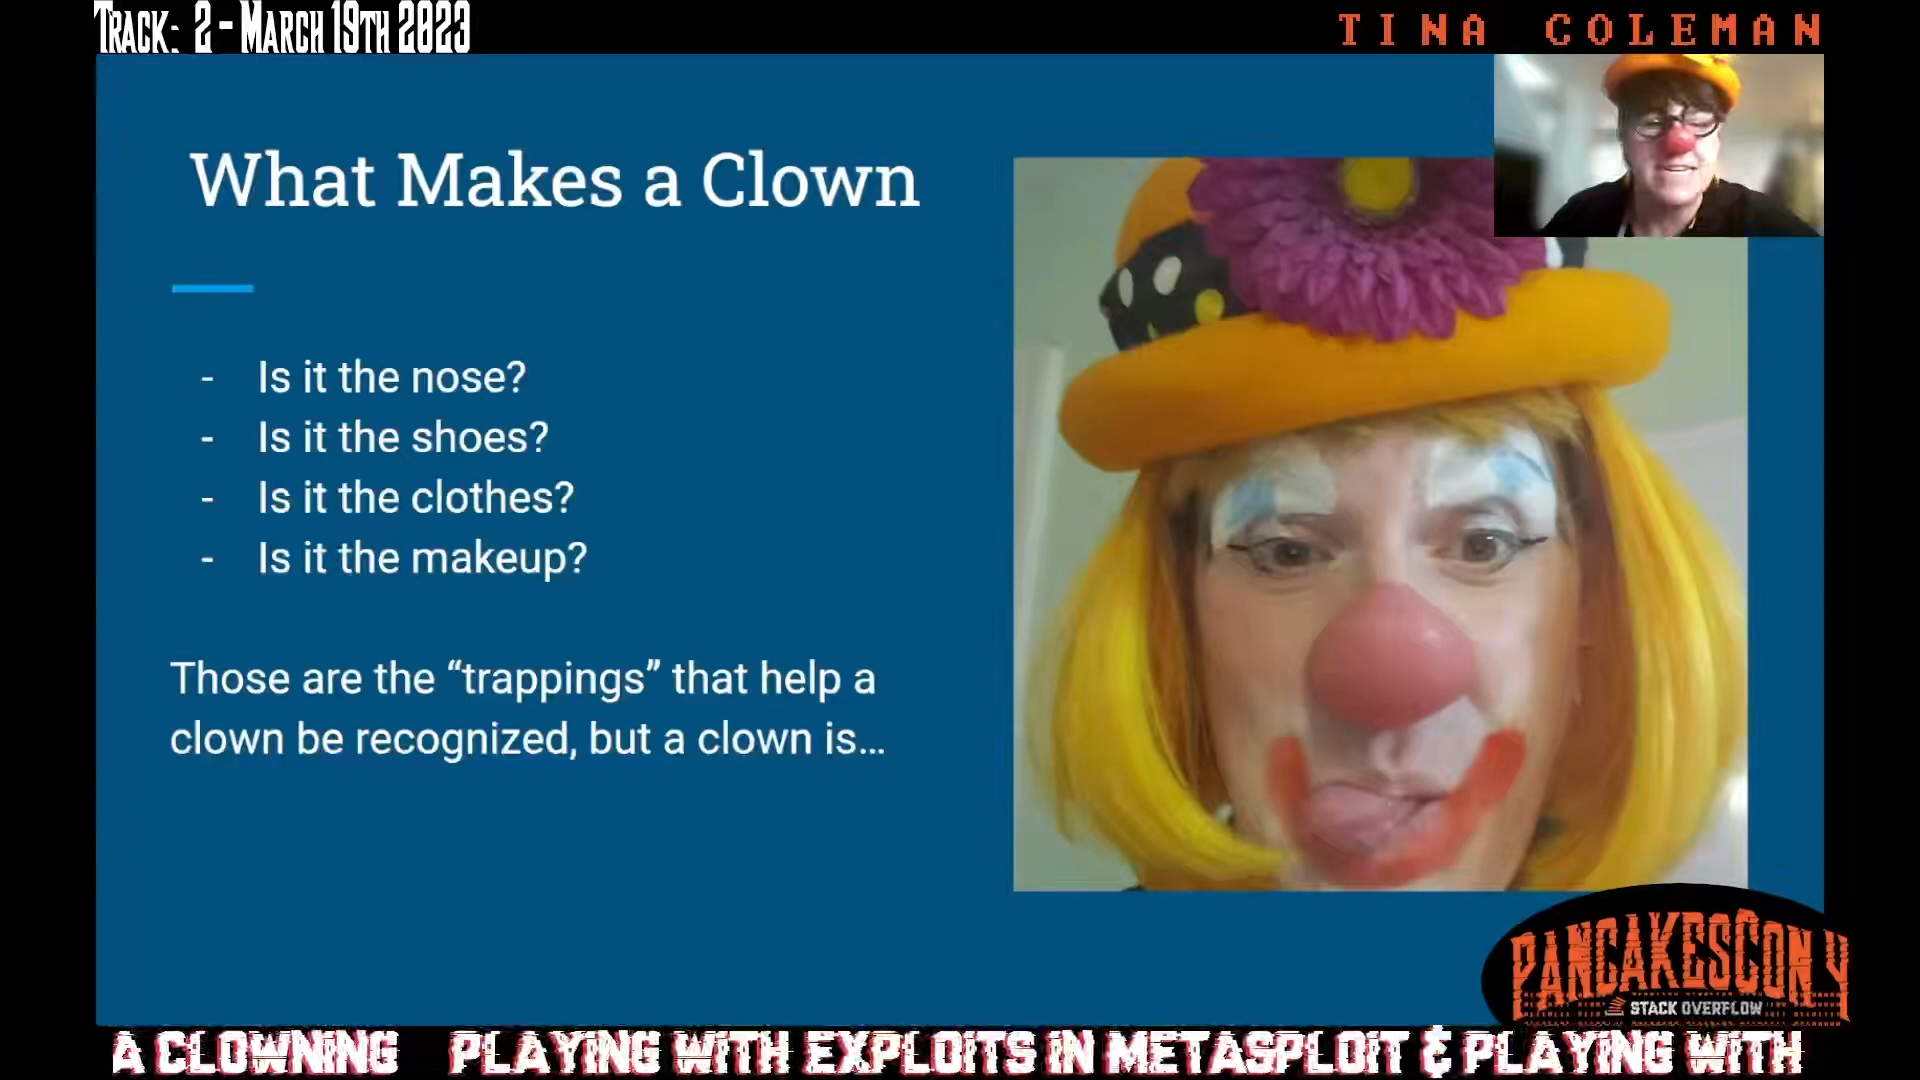 TRACK: 2 - MARCH 19TH 2023
TINA COLEMAN
What Makes a Clown
- Is it the nose?
- Is it the shoes?
- Is it the clothes?
- Is it the makeup?
Those are the “trappings” that help a
clown be recognized, but a clown is…
PANCAKESCON 4
STACK OVERFLOW
A CLOWNING PLAYING WITH EXPLOITS IN METASPLOIT & PLAYING WITH